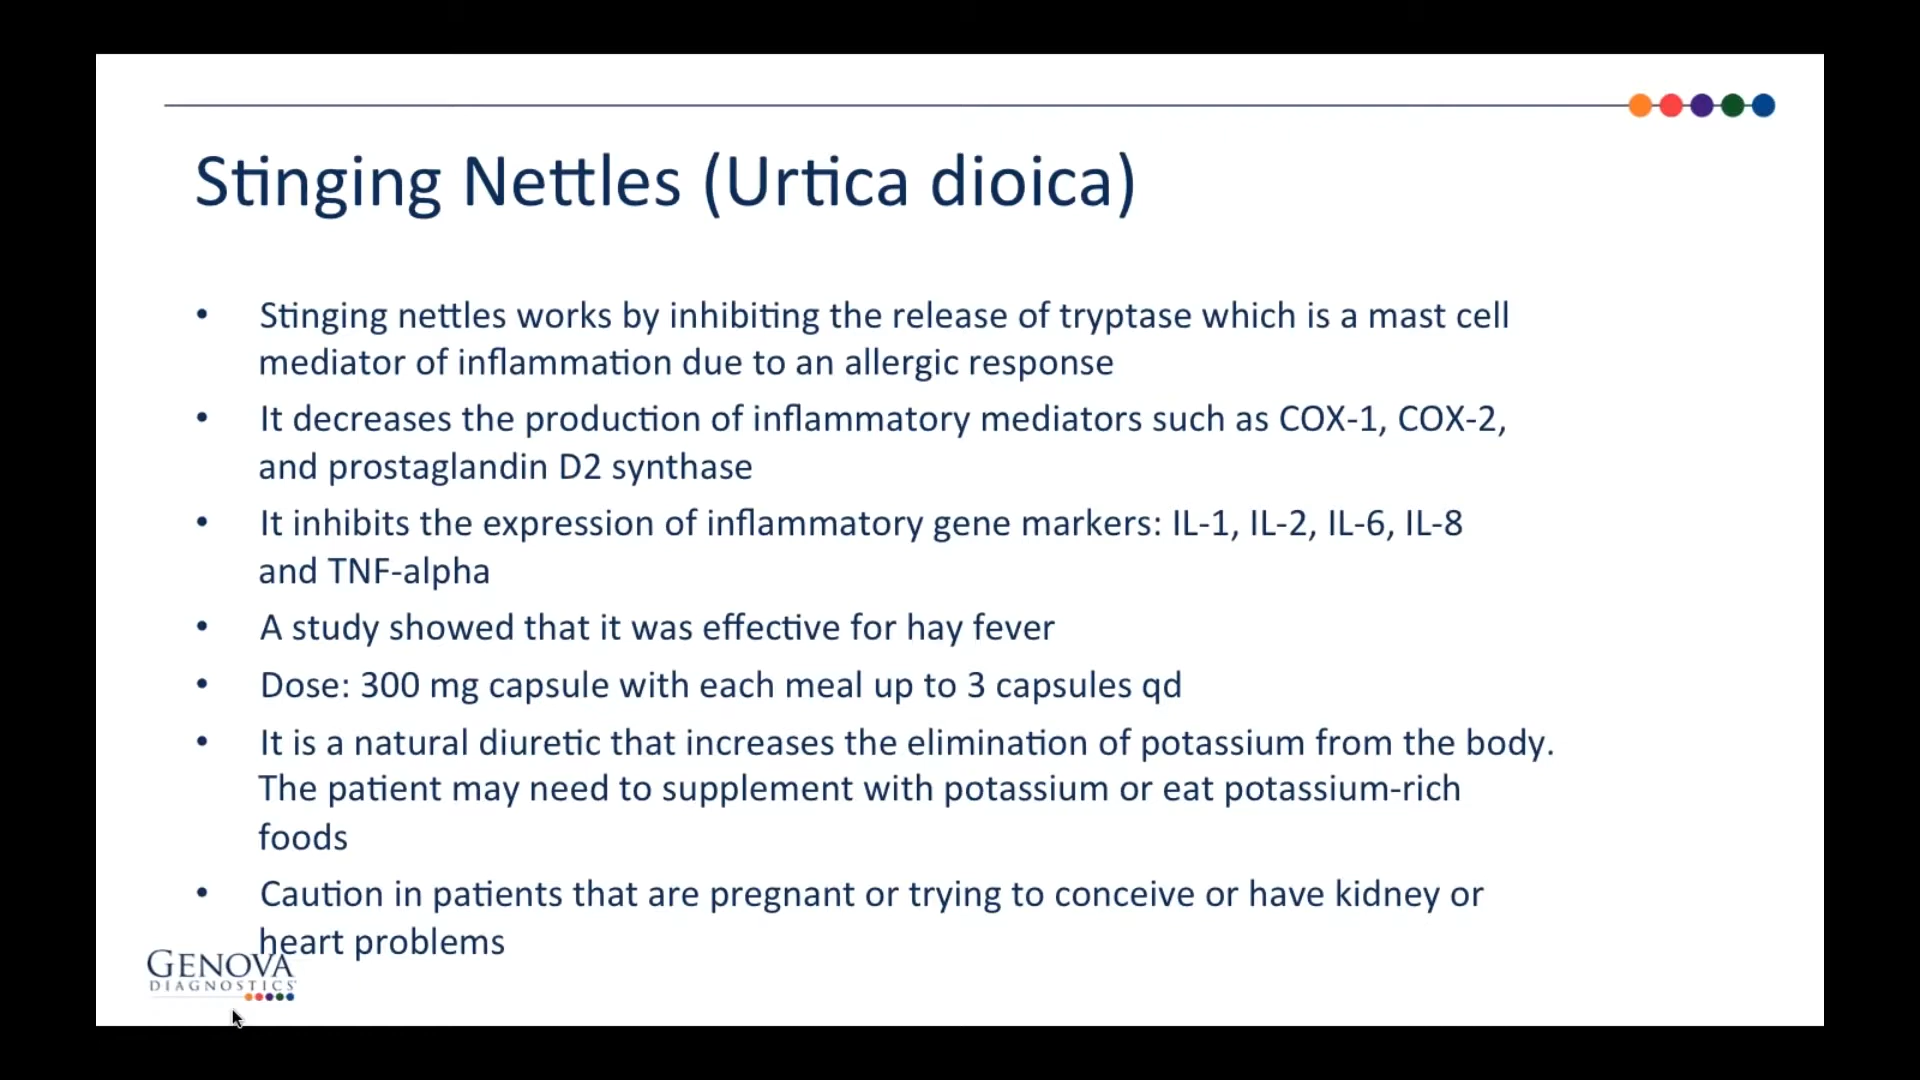 Stinging Nettles (Urtica dioica)
• Stinging nettles works by inhibiting the release of tryptase which is a mast cell
mediator of inflammation due to an allergic response
• It decreases the production of inflammatory mediators such as COX-1, COX-2,
and prostaglandin D2 synthase
• It inhibits the expression of inflammatory gene markers: IL-1, IL-2, IL-6, IL-8
and TNF-alpha
• A study showed that it was effective for hay fever
• Dose: 300 mg capsule with each meal up to 3 capsules qd
• It is a natural diuretic that increases the elimination of potassium from the body.
The patient may need to supplement with potassium or eat potassium-rich
foods
• Caution in patients that are pregnant or trying to conceive or have kidney or
heart problems
GENOVA
DIAGNOSTICS